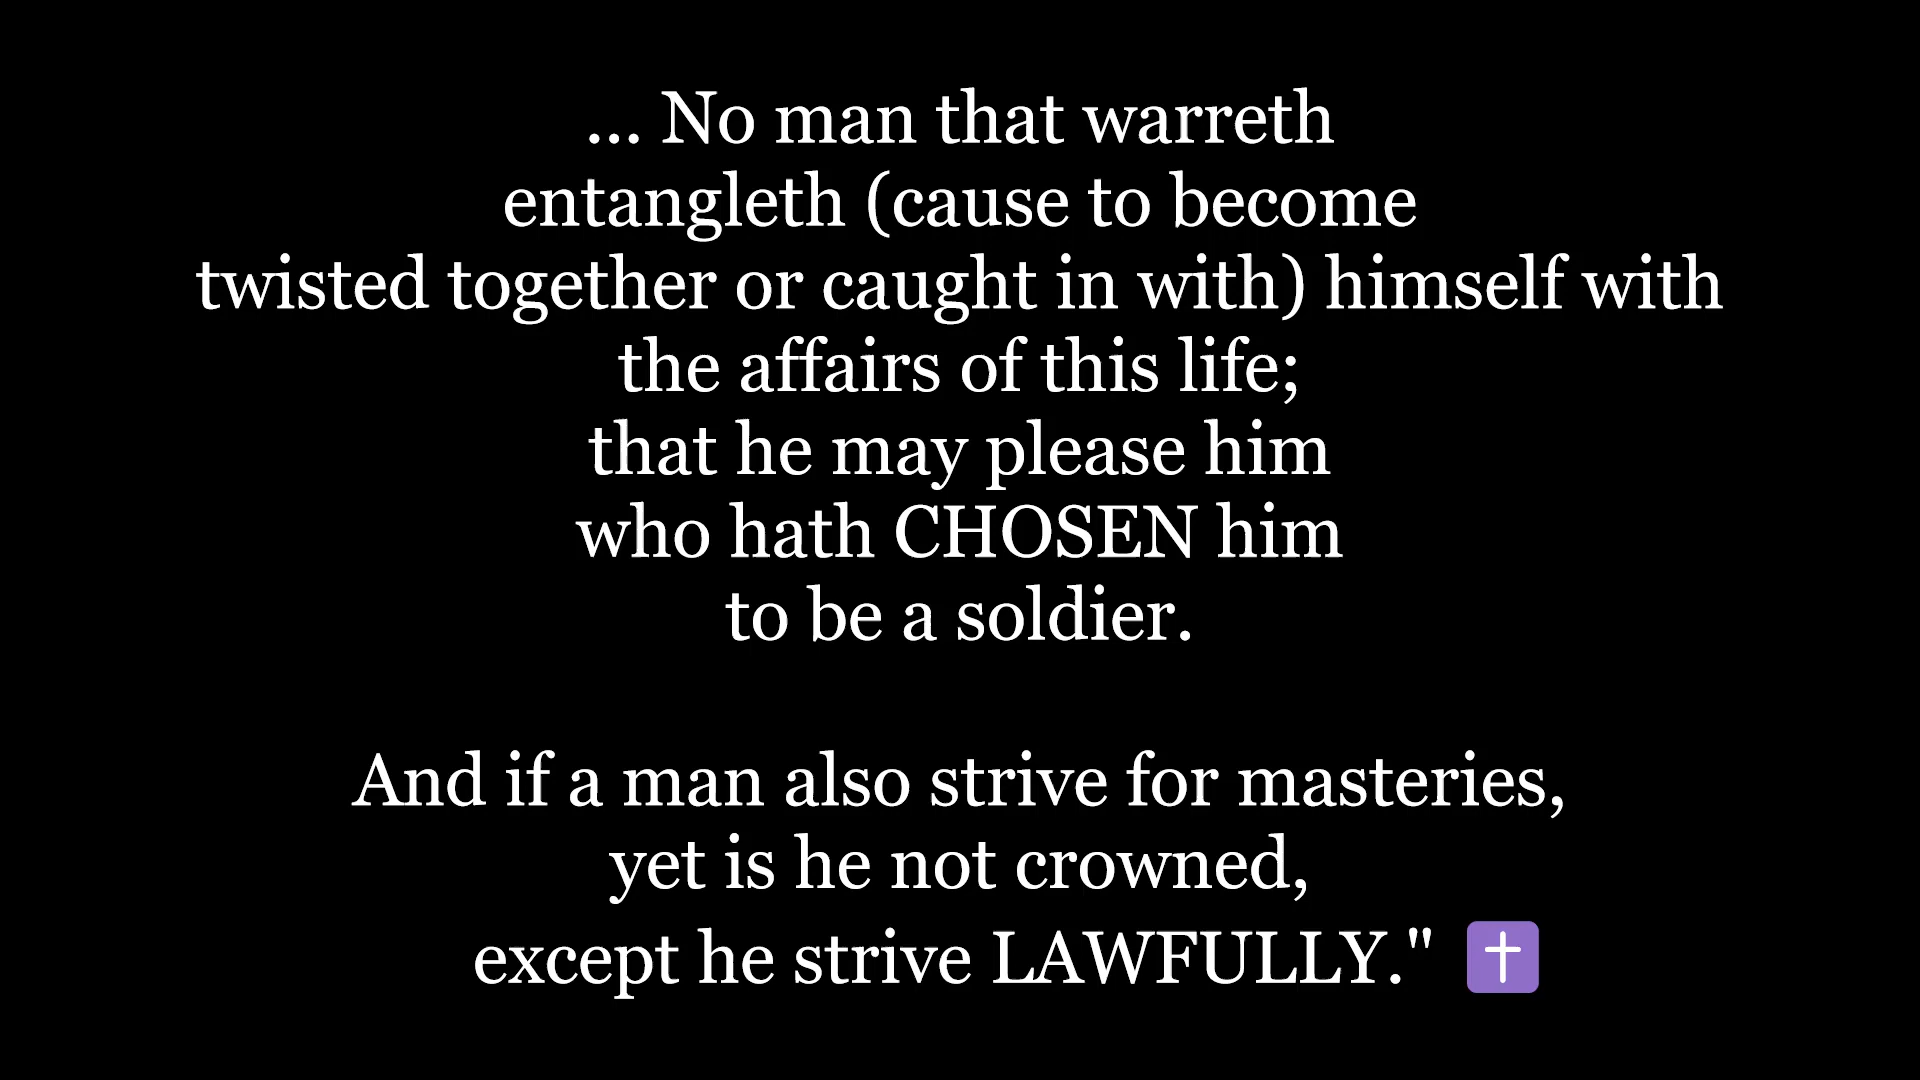 ... No man that warreth
entangleth (cause to become
twisted together or caught in with) himself with
the affairs of this life;
that he may please him
who hath CHOSEN him
to be a soldier.
And if a man also strive for masteries,
yet is he not crowned,
except he strive LAWFULLY." ✝️